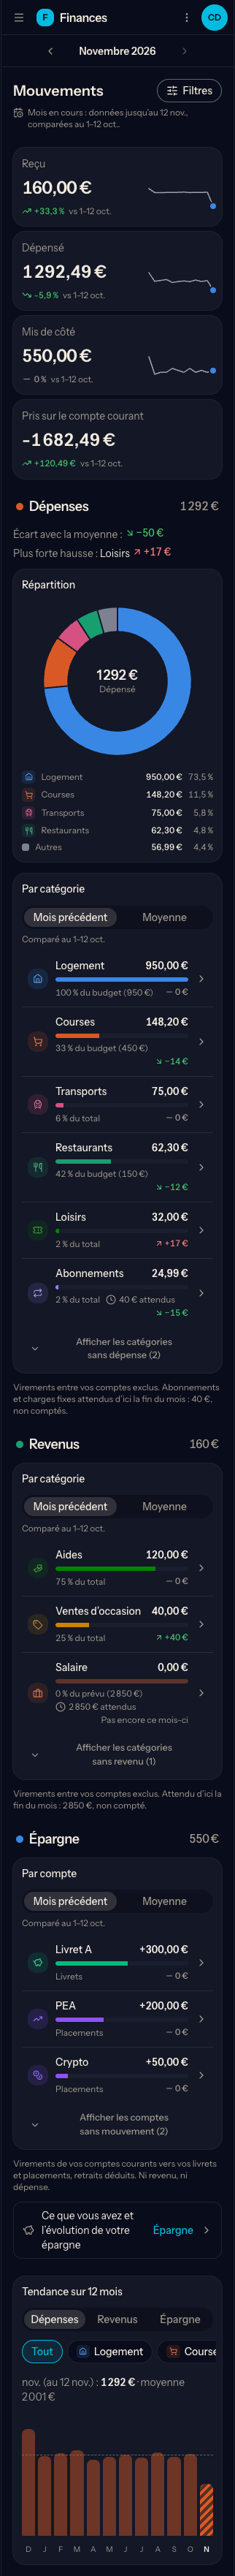 F Finances CD
Novembre 2026
Mouvements Filtres
Mois en cours : données jusqu’au 12 nov.,
comparées au 1–12 oct..
Reçu
160,00 €
+33,3 % vs 1–12 oct.
Dépensé
1 292,49 €
−5,9 % vs 1–12 oct.
Mis de côté
550,00 €
0 % vs 1–12 oct.
Pris sur le compte courant
-1 682,49 €
+120,49 € vs 1–12 oct.
Dépenses 1 292 €
Écart avec la moyenne : −50 €
Plus forte hausse : Loisirs +17 €
Répartition
1 292 €
Dépensé
Logement 950,00 € 73,5 %
Courses 148,20 € 11,5 %
Transports 75,00 € 5,8 %
Restaurants 62,30 € 4,8 %
Autres 56,99 € 4,4 %
Par catégorie
Mois précédent Moyenne
Comparé au 1–12 oct.
Logement 950,00 €
100 % du budget (950 €) 0 €
Courses 148,20 €
33 % du budget (450 €)
−14 €
Transports 75,00 €
6 % du total 0 €
Restaurants 62,30 €
42 % du budget (150 €)
−12 €
Loisirs 32,00 €
2 % du total +17 €
Abonnements 24,99 €
2 % du total 40 € attendus
−15 €
Afficher les catégories
sans dépense (2)
Virements entre vos comptes exclus. Abonnements
et charges fixes attendus d’ici la fin du mois : 40 €,
non comptés.
Revenus 160 €
Par catégorie
Mois précédent Moyenne
Comparé au 1–12 oct.
Aides 120,00 €
75 % du total 0 €
Ventes d’occasion 40,00 €
25 % du total +40 €
Salaire 0,00 €
0 % du prévu (2 850 €)
2 850 € attendus
Pas encore ce mois-ci
Afficher les catégories
sans revenu (1)
Virements entre vos comptes exclus. Attendu d’ici la
fin du mois : 2 850 €, non compté.
Épargne 550 €
Par compte
Mois précédent Moyenne
Comparé au 1–12 oct.
Livret A +300,00 €
Livrets 0 €
PEA +200,00 €
Placements 0 €
Crypto +50,00 €
Placements 0 €
Afficher les comptes
sans mouvement (2)
Virements de vos comptes courants vers vos livrets
et placements, retraits déduits. Ni revenu, ni
dépense.
Ce que vous avez et
l’évolution de votre
épargne
Épargne
Tendance sur 12 mois
Dépenses Revenus Épargne
Tout Logement Course
nov. (au 12 nov.) : 1 292 € · moyenne
2 001 €
D J F M A M J J A S O N